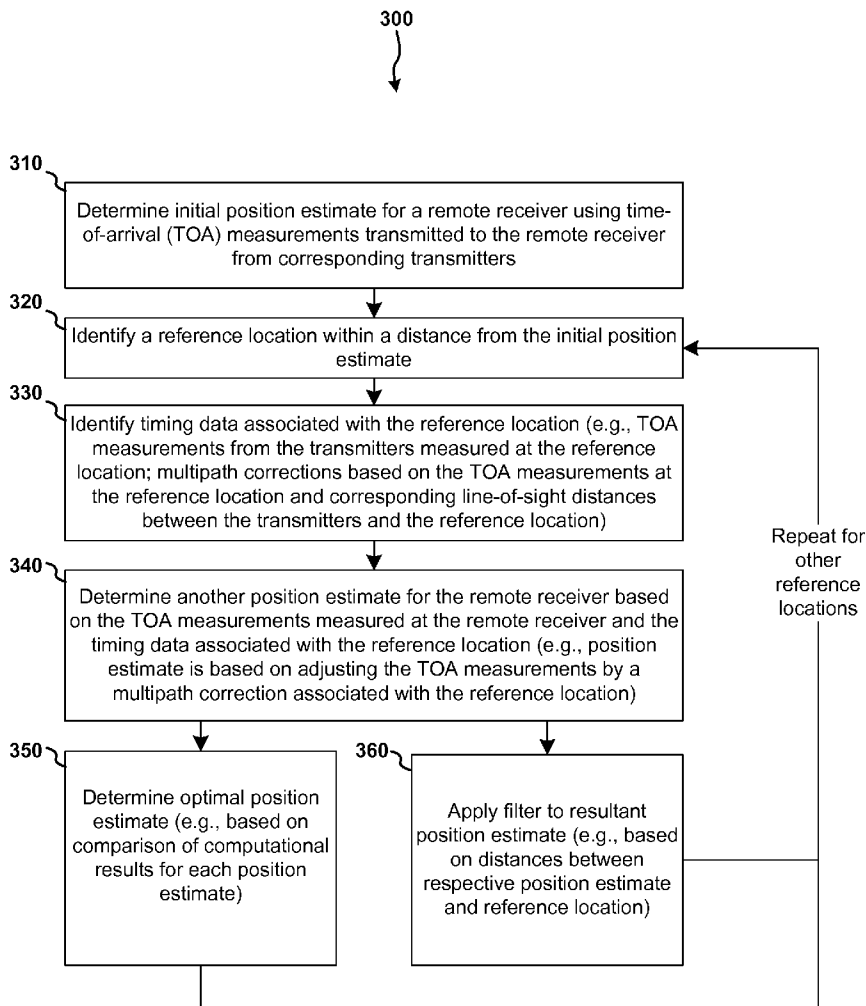 300
310
Determine initial position estimate for a remote receiver using time-
of-arrival (TOA) measurements transmitted to the remote receiver
from corresponding transmitters
320
Identify a reference location within a distance from the initial position
estimate
330
Identify timing data associated with the reference location (e.g., TOA
measurements from the transmitters measured at the reference
location; multipath corrections based on the TOA measurements at
the reference location and corresponding line-of-sight distances
between the transmitters and the reference location)
Repeat for
other
reference
locations
340
Determine another position estimate for the remote receiver based
on the TOA measurements measured at the remote receiver and the
timing data associated with the reference location (e.g., position
estimate is based on adjusting the TOA measurements by a
multipath correction associated with the reference location)
350
Determine optimal position
estimate (e.g., based on
comparison of computational
results for each position
estimate)
360
Apply filter to resultant
position estimate (e.g., based
on distances between
respective position estimate
and reference location)